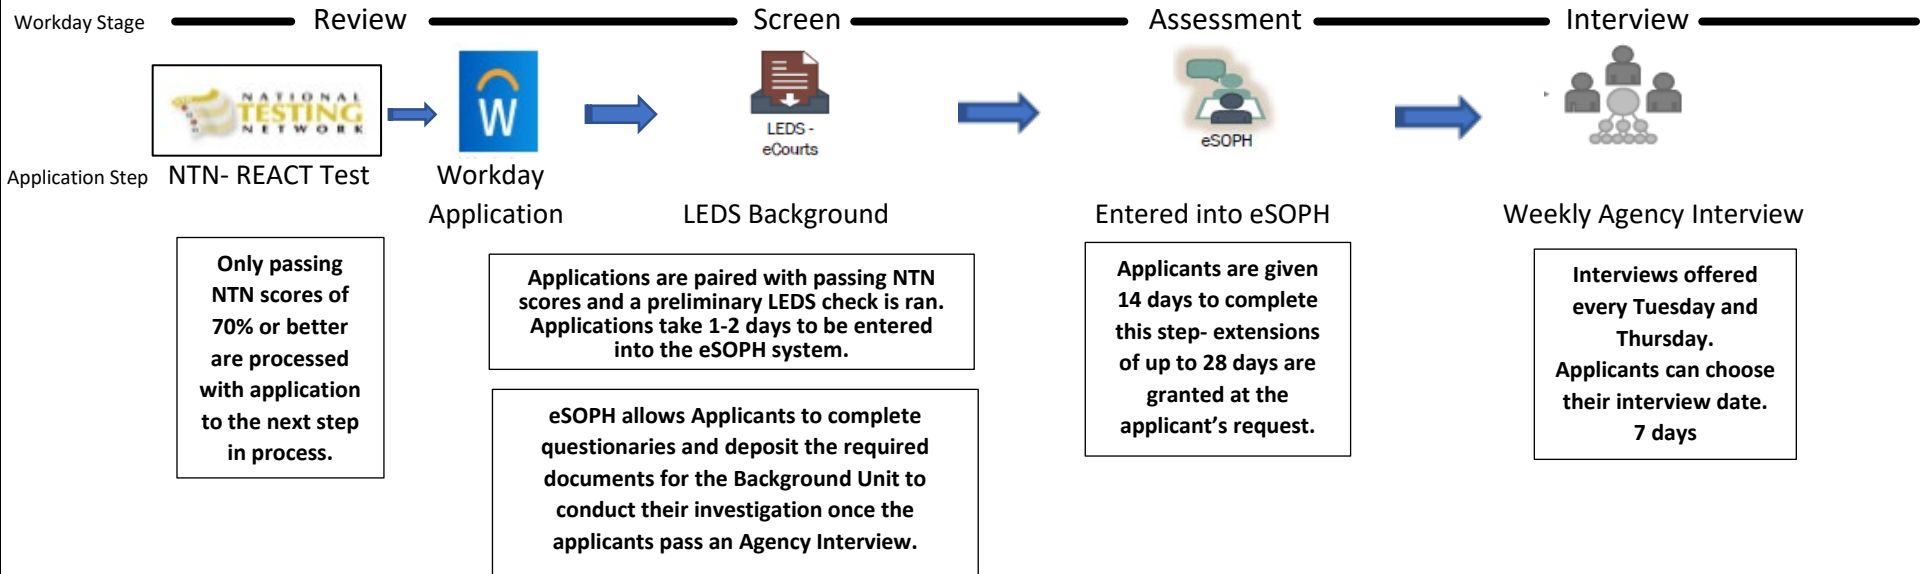 Workday Stage
Review
Screen
Assessment
Interview
NATIONAL
TESTING
NETWORK
W
LEDS -
eCourts
eSOPH
Application Step
NTN- REACT Test
Workday
Application
LEDS Background
Entered into eSOPH
Weekly Agency Interview
Only passing
NTN scores of
70% or better
are processed
with application
to the next step
in process.
Applications are paired with passing NTN
scores and a preliminary LEDS check is ran.
Applications take 1-2 days to be entered
into the eSOPH system.
eSOPH allows Applicants to complete
questionaries and deposit the required
documents for the Background Unit to
conduct their investigation once the
applicants pass an Agency Interview.
Applicants are given
14 days to complete
this step- extensions
of up to 28 days are
granted at the
applicant's request.
Interviews offered
every Tuesday and
Thursday.
Applicants can choose
their interview date.
7 days